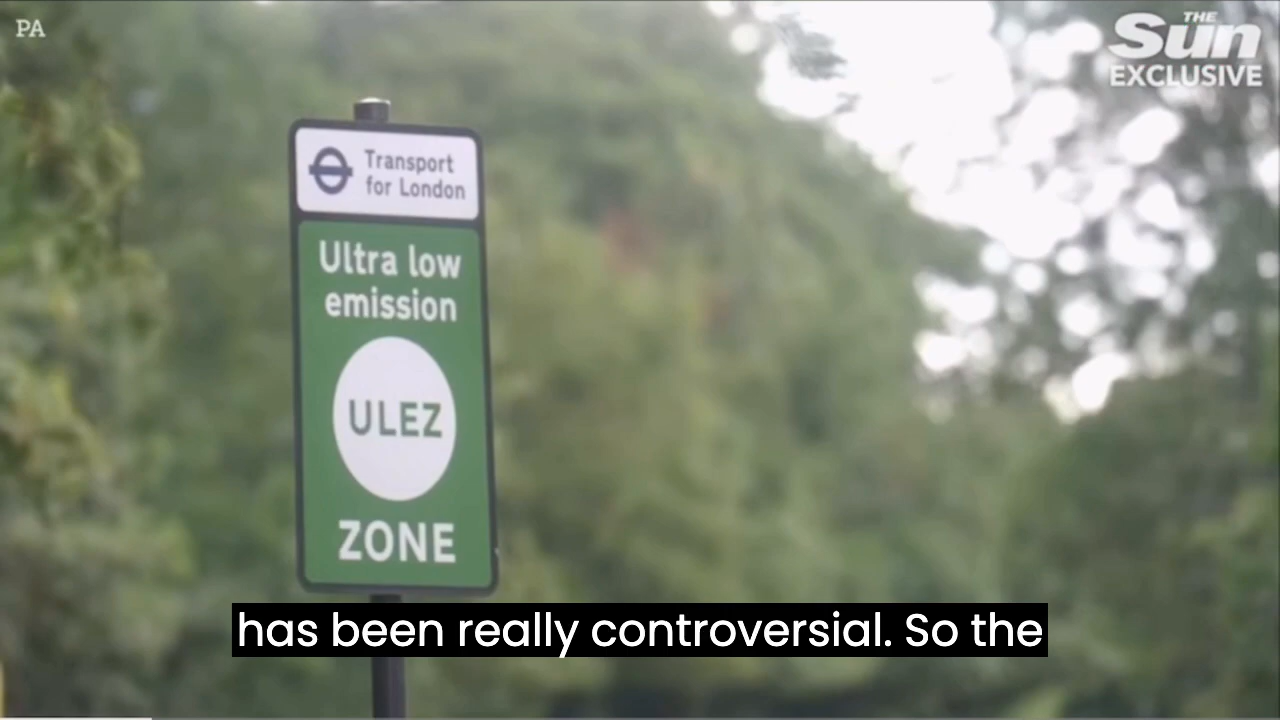 PA
THE
Sun
EXCLUSIVE
Transport
for London
Ultra low
emission
ULEZ
ZONE
has been really controversial. So the